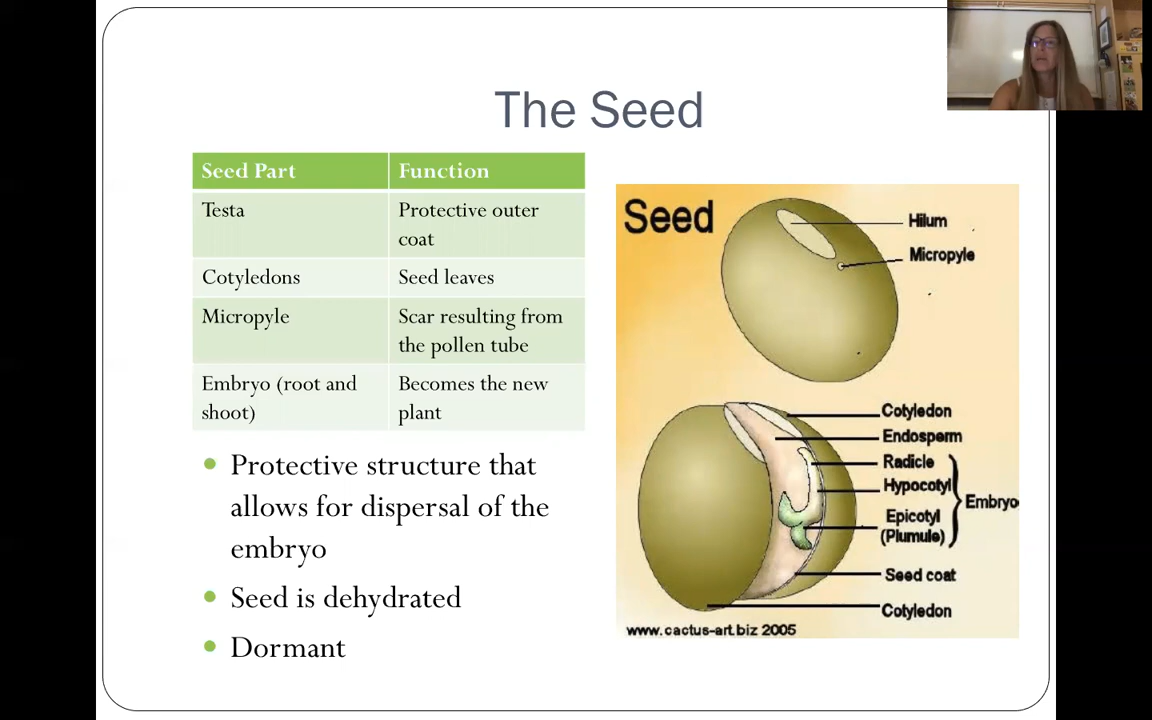 The Seed
Seed Part Function
Testa Protective outer
coat
Cotyledons Seed leaves
Micropyle Scar resulting from
the pollen tube
Embryo (root and Becomes the new
shoot) plant
Protective structure that
allows for dispersal of the
embryo
Seed is dehydrated
Dormant
Seed
Hilum
Micropyle
Cotyledon
Endosperm
Radicle
Hypocotyl
Embryo
Epicotyl
(Plumule)
Seed coat
Cotyledon
www.cactus-art.biz 2005